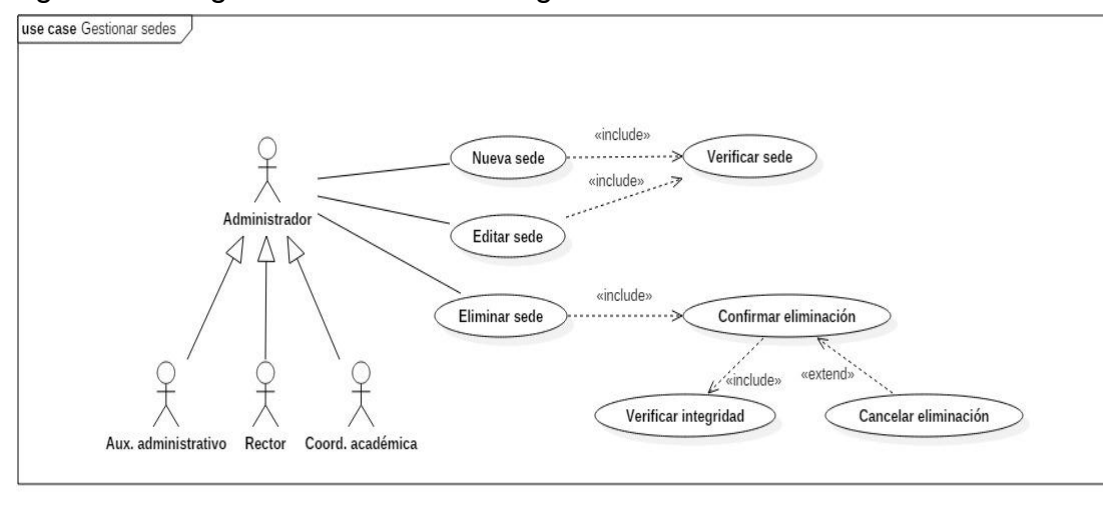 use case Gestionar sedes
«include»
Nueva sede
Verificar sede
«include»
Administrador
Editar sede
«include»
Eliminar sede
Confirmar eliminación
«include»
«extend»
Verificar integridad
Cancelar eliminación
Aux. administrativo
Rector
Coord. académica